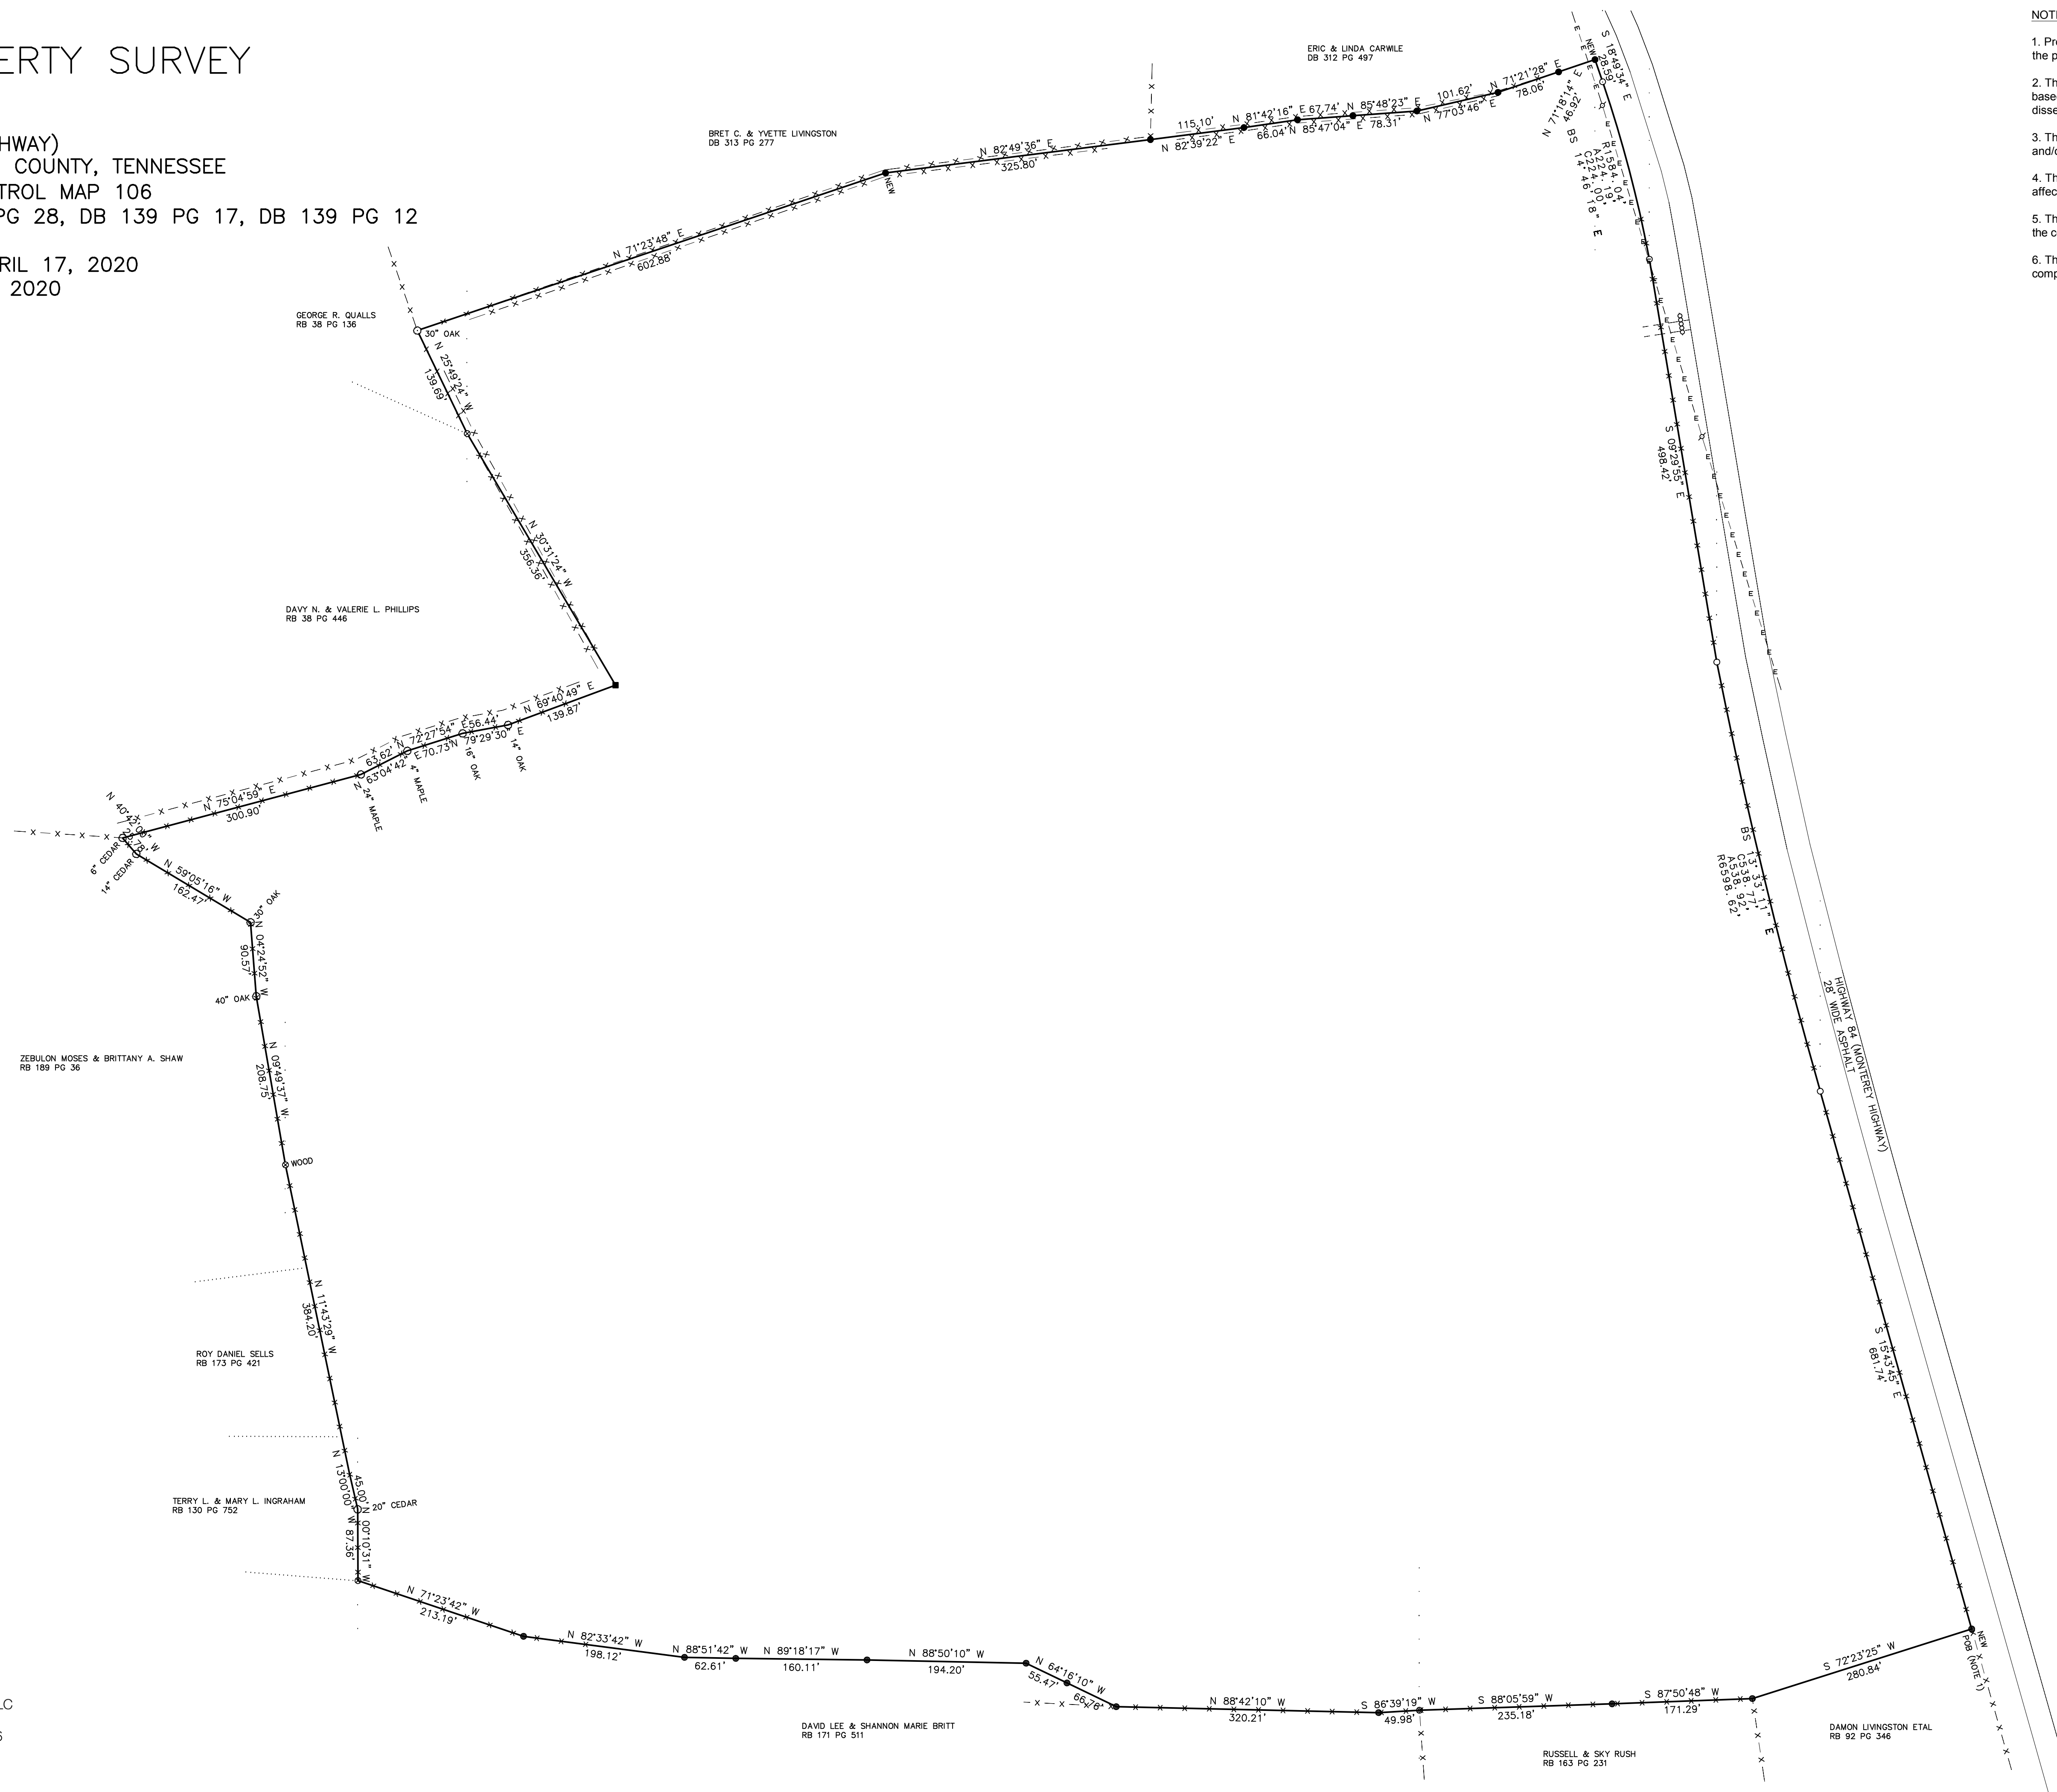 ERTY SURVEY
HWAY)
COUNTY, TENNESSEE
TROL MAP 106
PG 28, DB 139 PG 17, DB 139 PG 12
RIL 17, 2020
2020
ERIC & LINDA CARWILE
DB 312 PG 497
BRET C. & YVETTE LIVINGSTON
DB 313 PG 277
GEORGE R. QUALLS
RB 38 PG 136
DAVY N. & VALERIE L. PHILLIPS
RB 38 PG 446
ZEBULON MOSES & BRITTANY A. SHAW
RB 189 PG 36
ROY DANIEL SELLS
RB 173 PG 421
TERRY L. & MARY L. INGRAHAM
RB 130 PG 752
DAVID LEE & SHANNON MARIE BRITT
RB 171 PG 511
RUSSELL & SKY RUSH
RB 163 PG 231
DAMON LIVINGSTON ETAL
RB 92 PG 346
N 71°23'48" E
602.88'
NEW
N 82°49'36" E
325.80'
115.10'
N 82°39'22" E
N 81°42'16" E
66.04'
67.74'
N 85°47'04" E
N 85°48'23" E
78.31'
101.62'
N 77°03'46" E
N 71°21'28" E
78.06'
N 71°18'14" E
46.92'
NEW
S 18°49'34" E
28.59'
R1584.04'
A224.19'
C224.00'
BS 14°46'18" E
S 09°29'55" E
498.42'
BS 13°33'11" E
C538.77'
A538.92'
R6598.62'
HIGHWAY 84 (MONTEREY HIGHWAY)
28' WIDE ASPHALT
S 15°43'45" E
681.74'
NEW
POB (NOTE 1)
S 72°23'25" W
280.84'
S 87°50'48" W
171.29'
S 88°05'59" W
235.18'
S 86°39'19" W
49.98'
N 88°42'10" W
320.21'
N 64°16'10" W
55.47'
66.78'
N 88°50'10" W
194.20'
N 89°18'17" W
160.11'
N 88°51'42" W
62.61'
N 82°33'42" W
198.12'
N 71°23'42" W
213.19'
N 00°10'31" W
87.36'
20" CEDAR
N 13°00'00" W
45.00'
N 11°43'29" W
384.20'
WOOD
N 09°49'37" W
208.75'
40" OAK
N 04°24'52" W
90.57'
30" OAK
N 59°05'16" W
162.47'
14" CEDAR
6" CEDAR
N 75°04'59" E
300.90'
24" MAPLE
63.62'
N 63°04'42" E
4" MAPLE
N 72°27'54" E
70.73'
16" OAK
56.44'
N 79°29'30" E
14" OAK
N 69°40'49" E
139.87'
N 30°31'24" W
356.36'
N 25°49'24" W
139.69'
30" OAK
NOT
1. Pr
the p
2. Th
base
disse
3. Th
and/
4. Th
affec
5. Th
the c
6. Th
comp
LC